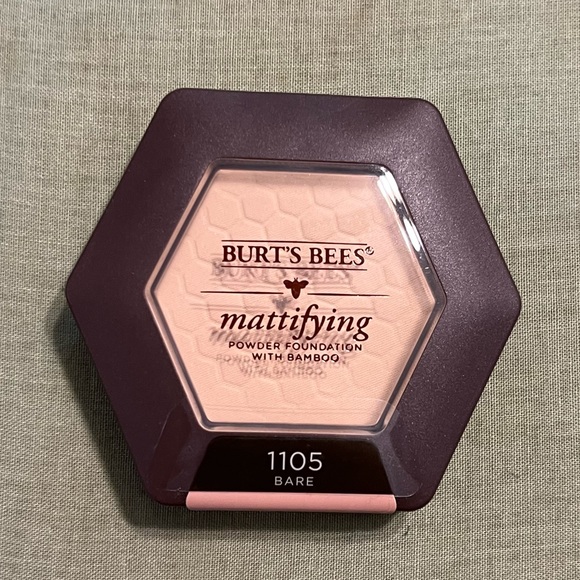 BURT'S BEES®
mattifying
POWDER FOUNDATION
WITH BAMBOO
1105
BARE